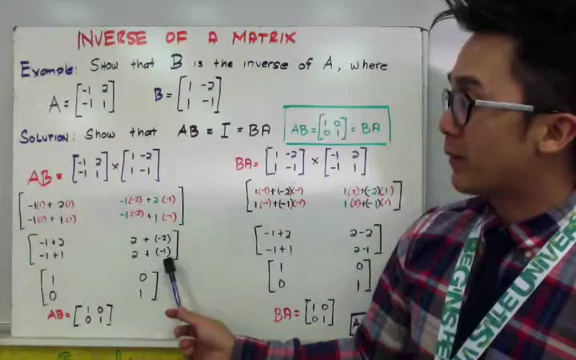 INVERSE OF A MATRIX
Example: Show that B is the inverse of A, where
A = [-1 2; -1 1] B = [1 -2; 1 -1]
Solution: Show that AB = I = BA
AB = [1 0; 0 1] = BA
AB = [-1 2; -1 1] × [1 -2; 1 -1]
[-1(1) + 2(1) -1(-2) + 2(-1)
-1(1) + 1(1) -1(-2) + 1(-1)]
[-1+2 2 + (-2)
-1+1 2 + (-1)]
[1 0
0 1]
AB = [1 0; 0 1]
BA = [1 -2; 1 -1] × [-1 2; -1 1]
[1(-1)+(-2)(-1) 1(2)+(-2)(1)
1(-1)+(-1)(-1) 1(2)+(-1)(1)]
[-1+2 2-2
-1+1 2-1]
[1 0
0 1]
BA = [1 0; 0 1]
BEGINNING